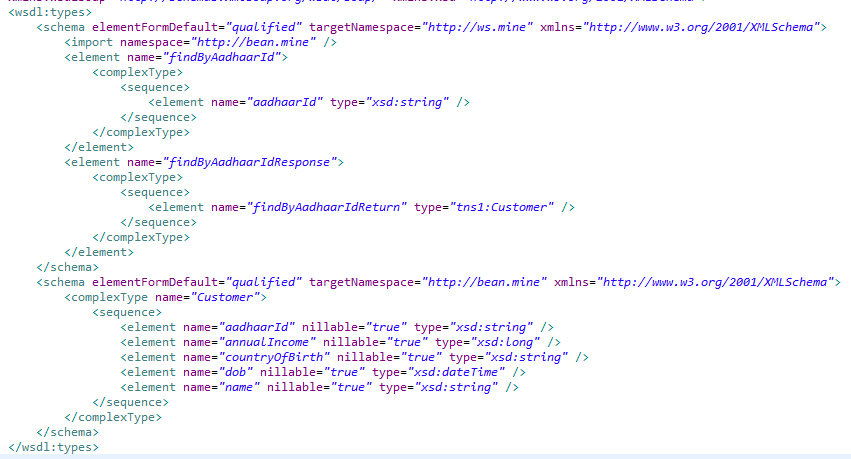 <wsdl:types>
<schema elementFormDefault="qualified" targetNamespace="http://ws.mine" xmlns="http://www.w3.org/2001/XMLSchema">
<import namespace="http://bean.mine" />
<element name="findByAadhaarId">
<complexType>
<sequence>
<element name="aadhaarId" type="xsd:string" />
</sequence>
</complexType>
</element>
<element name="findByAadhaarIdResponse">
<complexType>
<sequence>
<element name="findByAadhaarIdReturn" type="tns1:Customer" />
</sequence>
</complexType>
</element>
</schema>
<schema elementFormDefault="qualified" targetNamespace="http://bean.mine" xmlns="http://www.w3.org/2001/XMLSchema">
<complexType name="Customer">
<sequence>
<element name="aadhaarId" nillable="true" type="xsd:string" />
<element name="annualIncome" nillable="true" type="xsd:long" />
<element name="countryOfBirth" nillable="true" type="xsd:string" />
<element name="dob" nillable="true" type="xsd:dateTime" />
<element name="name" nillable="true" type="xsd:string" />
</sequence>
</complexType>
</schema>
</wsdl:types>